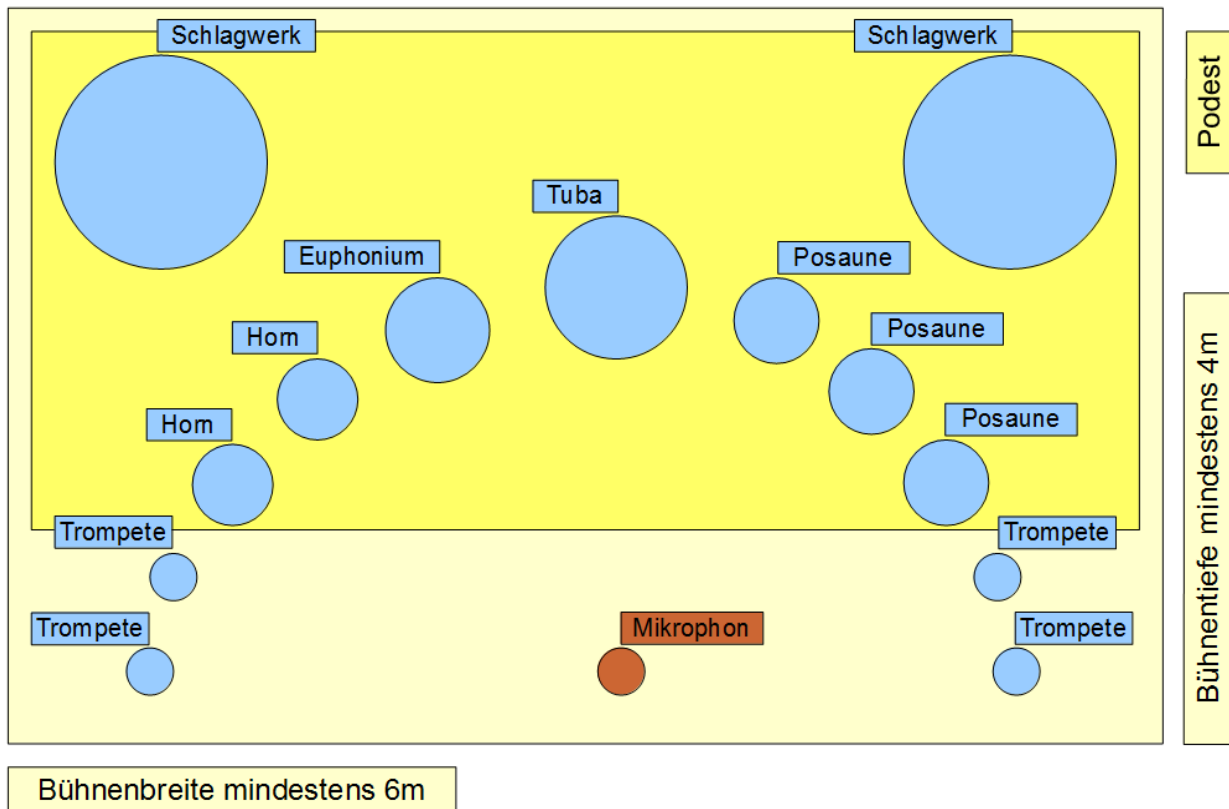 Schlagwerk
Schlagwerk
Podest
Tuba
Euphonium
Posaune
Horn
Posaune
Horn
Posaune
Trompete
Trompete
Trompete
Mikrophon
Trompete
Bühnentiefe mindestens 4m
Bühnenbreite mindestens 6m